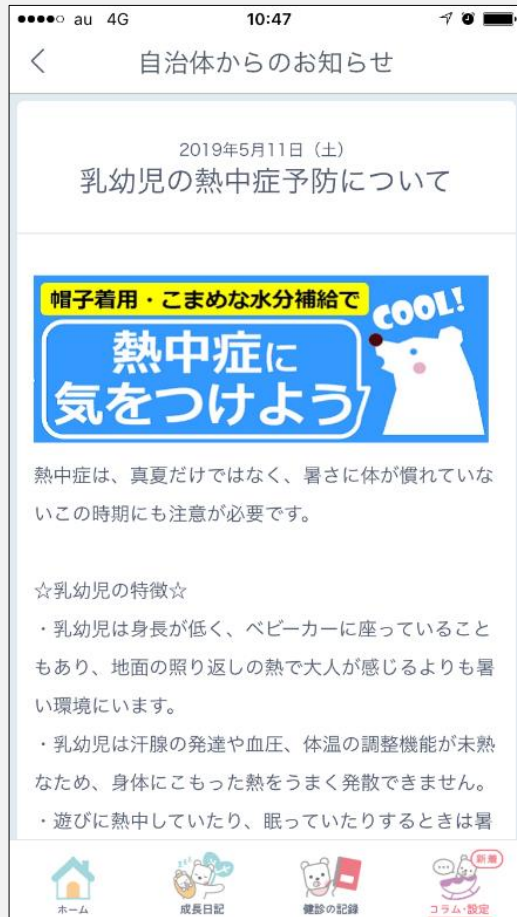 au 4G 10:47
自治体からのお知らせ
2019年5月11日（土）
乳幼児の熱中症予防について
帽子着用・こまめな水分補給で
COOL!
熱中症に
気をつけよう
熱中症は、真夏だけではなく、暑さに体が慣れていな
いこの時期にも注意が必要です。
☆乳幼児の特徴☆
・乳幼児は身長が低く、ベビーカーに座っていること
もあり、地面の照り返しの熱で大人が感じるよりも暑
い環境にいます。
・乳幼児は汗腺の発達や血圧、体温の調整機能が未熟
なため、身体にこもった熱をうまく発散できません。
・遊びに熱中していたり、眠っていたりするときは暑
新着
ホーム 成長日記 健診の記録 コラム・設定